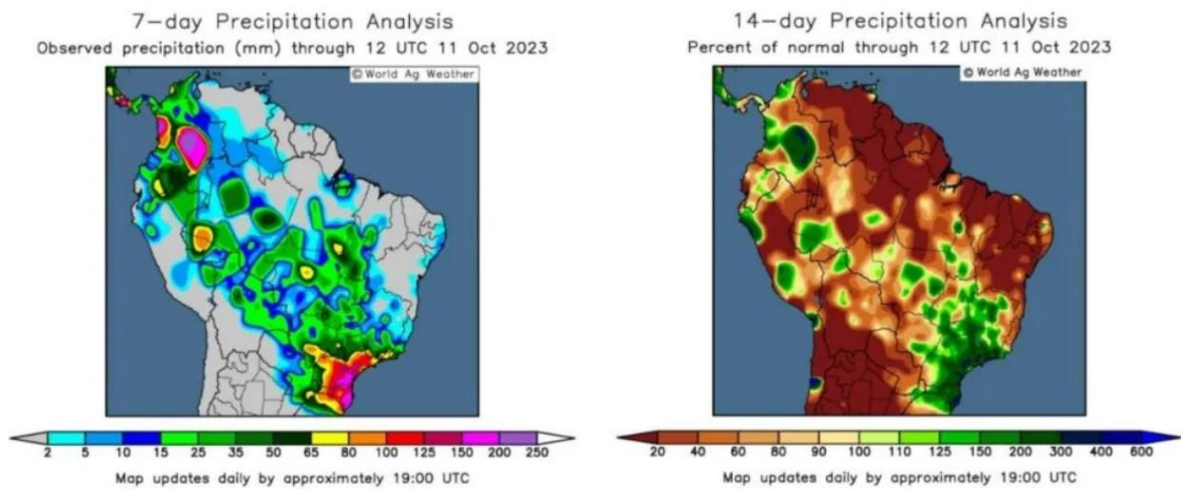 7-day Precipitation Analysis
Observed precipitation (mm) through 12 UTC 11 Oct 2023
© World Ag Weather
2 5 10 15 25 35 50 65 80 100 125 150 200 250
Map updates daily by approximately 19:00 UTC
14-day Precipitation Analysis
Percent of normal through 12 UTC 11 Oct 2023
© World Ag Weather
20 40 60 80 90 100 110 125 150 200 300 400 600
Map updates daily by approximately 19:00 UTC